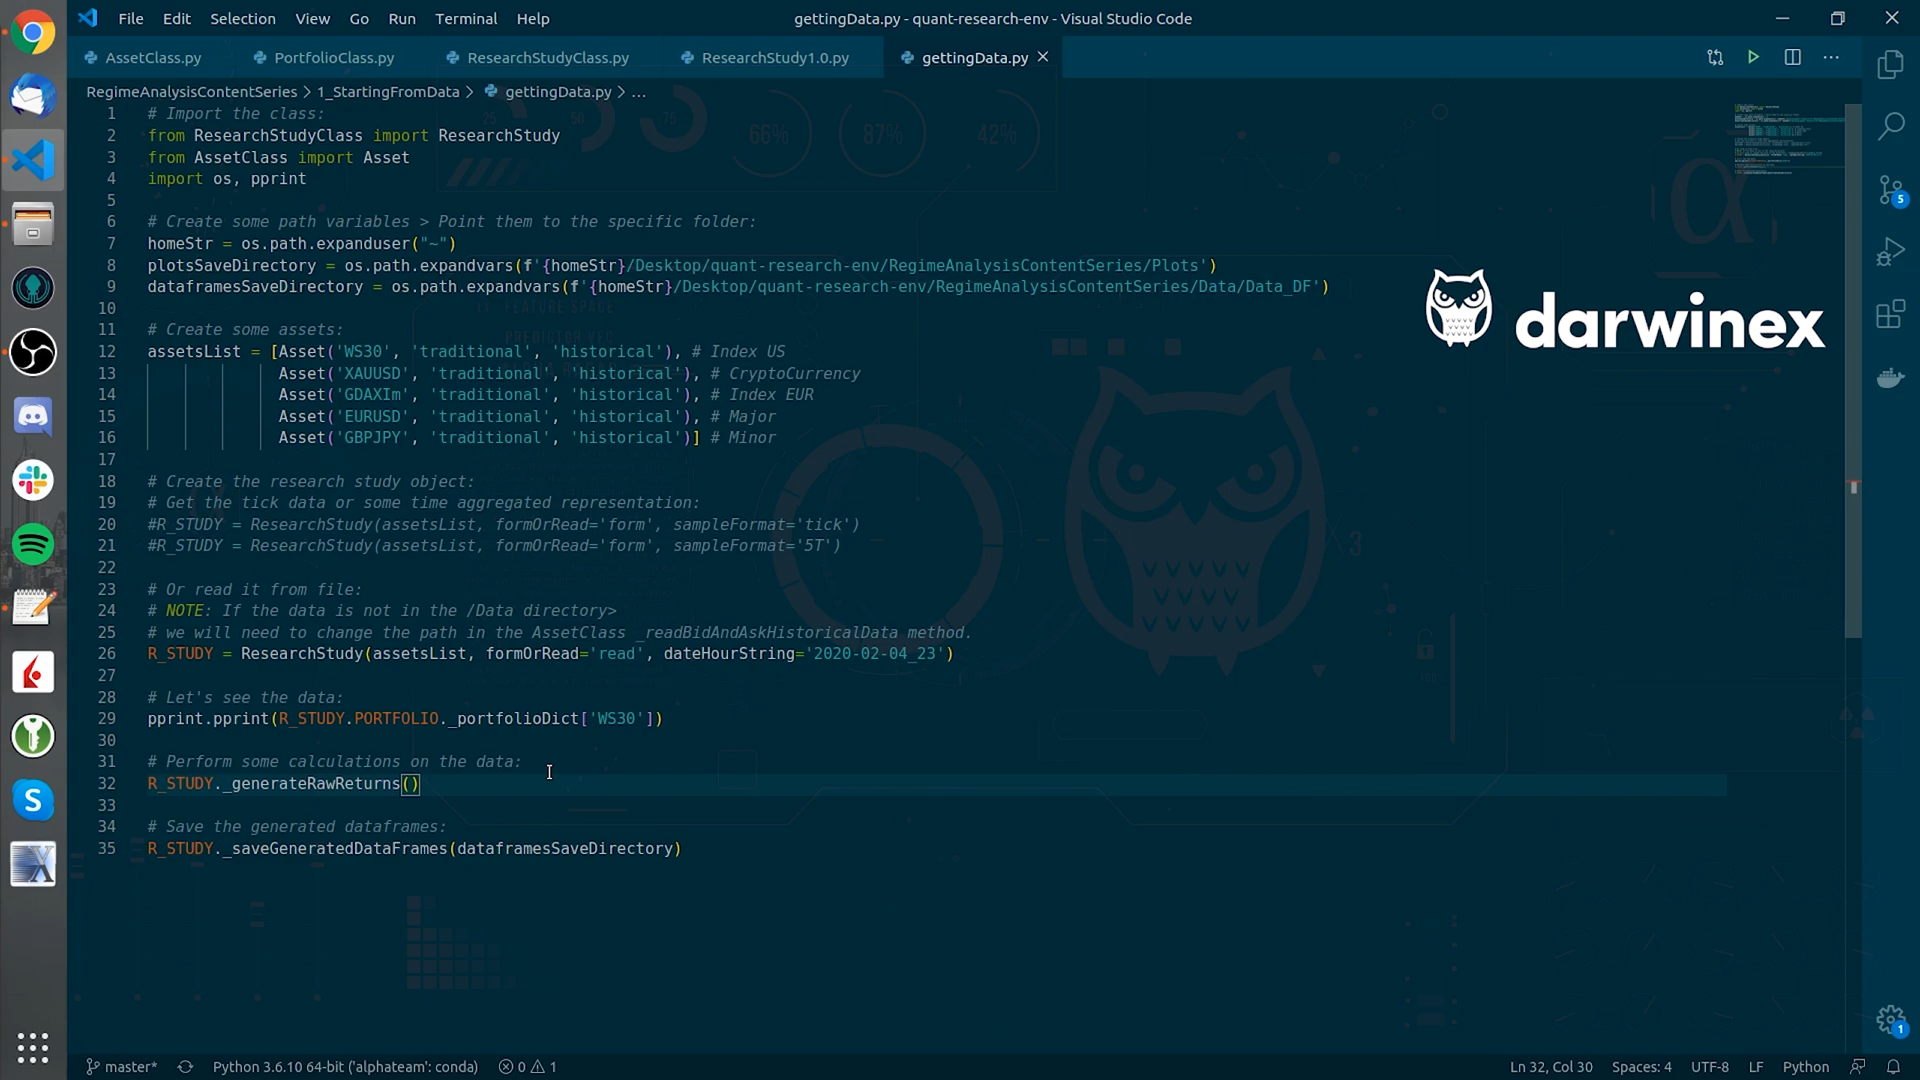 File Edit Selection View Go Run Terminal Help gettingData.py - quant-research-env - Visual Studio Code
AssetClass.py PortfolioClass.py ResearchStudyClass.py ResearchStudy1.0.py gettingData.py
RegimeAnalysisContentSeries > 1_StartingFromData > gettingData.py > ...
25 50 75 66% 87% 42%
1 # Import the class:
2 from ResearchStudyClass import ResearchStudy
3 from AssetClass import Asset
4 import os, pprint
5
6 # Create some path variables > Point them to the specific folder:
7 homeStr = os.path.expanduser("~")
8 plotsSaveDirectory = os.path.expandvars(f'{homeStr}/Desktop/quant-research-env/RegimeAnalysisContentSeries/Plots')
9 dataframesSaveDirectory = os.path.expandvars(f'{homeStr}/Desktop/quant-research-env/RegimeAnalysisContentSeries/Data/Data_DF')
10
11 # Create some assets:
12 assetsList = [Asset('WS30', 'traditional', 'historical'), # Index US
13 Asset('XAUUSD', 'traditional', 'historical'), # CryptoCurrency
14 Asset('GDAXIm', 'traditional', 'historical'), # Index EUR
15 Asset('EURUSD', 'traditional', 'historical'), # Major
16 Asset('GBPJPY', 'traditional', 'historical')] # Minor
17
18 # Create the research study object:
19 # Get the tick data or some time aggregated representation:
20 #R_STUDY = ResearchStudy(assetsList, formOrRead='form', sampleFormat='tick')
21 #R_STUDY = ResearchStudy(assetsList, formOrRead='form', sampleFormat='5T')
22
23 # Or read it from file:
24 # NOTE: If the data is not in the /Data directory>
25 # we will need to change the path in the AssetClass _readBidAndAskHistoricalData method.
26 R_STUDY = ResearchStudy(assetsList, formOrRead='read', dateHourString='2020-02-04_23')
27
28 # Let's see the data:
29 pprint.pprint(R_STUDY.PORTFOLIO._portfolioDict['WS30'])
30
31 # Perform some calculations on the data:
32 R_STUDY._generateRawReturns()
33
34 # Save the generated dataframes:
35 R_STUDY._saveGeneratedDataFrames(dataframesSaveDirectory)
darwinex
FEATURE SPACE
α
X3
5
1
master* Python 3.6.10 64-bit ('alphateam': conda) 0 1 Ln 32, Col 30 Spaces: 4 UTF-8 LF Python